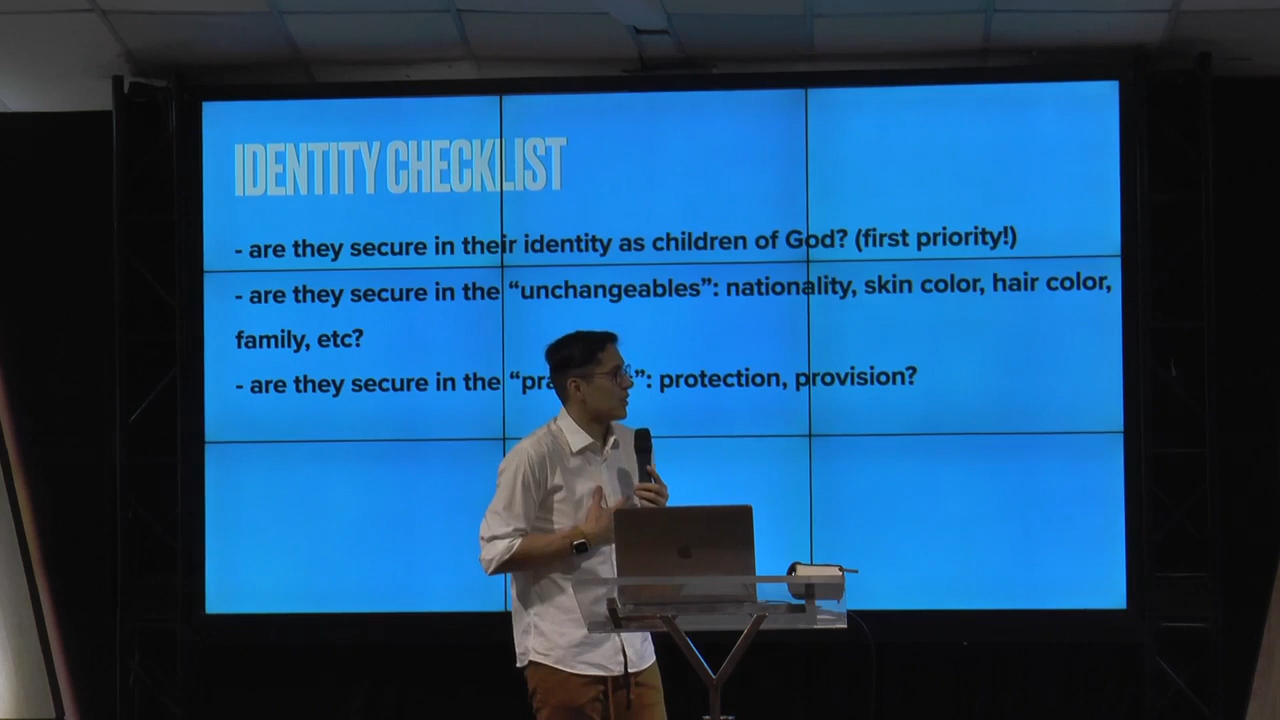 IDENTITY CHECKLIST
- are they secure in their identity as children of God? (first priority!)
- are they secure in the “unchangeables”: nationality, skin color, hair color,
family, etc?
- are they secure in the : protection, provision?